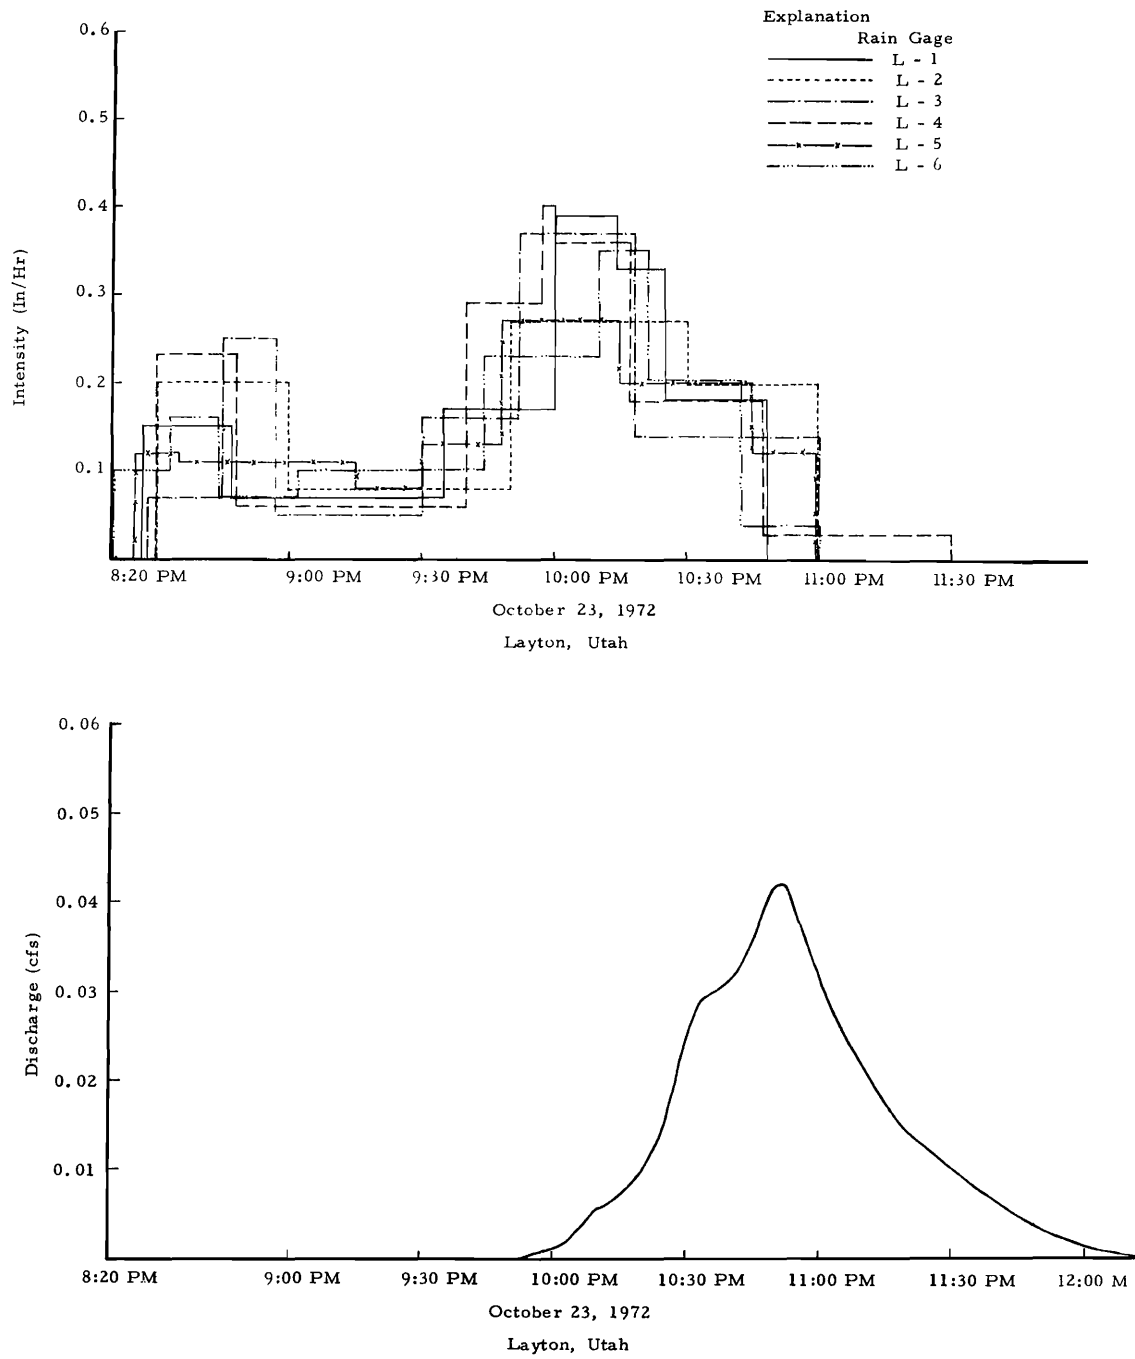 Explanation
Rain Gage
L - 1
L - 2
L - 3
L - 4
L - 5
L - 6
0.6
0.5
0.4
0.3
0.2
0.1
Intensity (In/Hr)
8:20 PM 9:00 PM 9:30 PM 10:00 PM 10:30 PM 11:00 PM 11:30 PM
October 23, 1972
Layton, Utah
0.06
0.05
0.04
0.03
0.02
0.01
Discharge (cfs)
8:20 PM 9:00 PM 9:30 PM 10:00 PM 10:30 PM 11:00 PM 11:30 PM 12:00 M
October 23, 1972
Layton, Utah